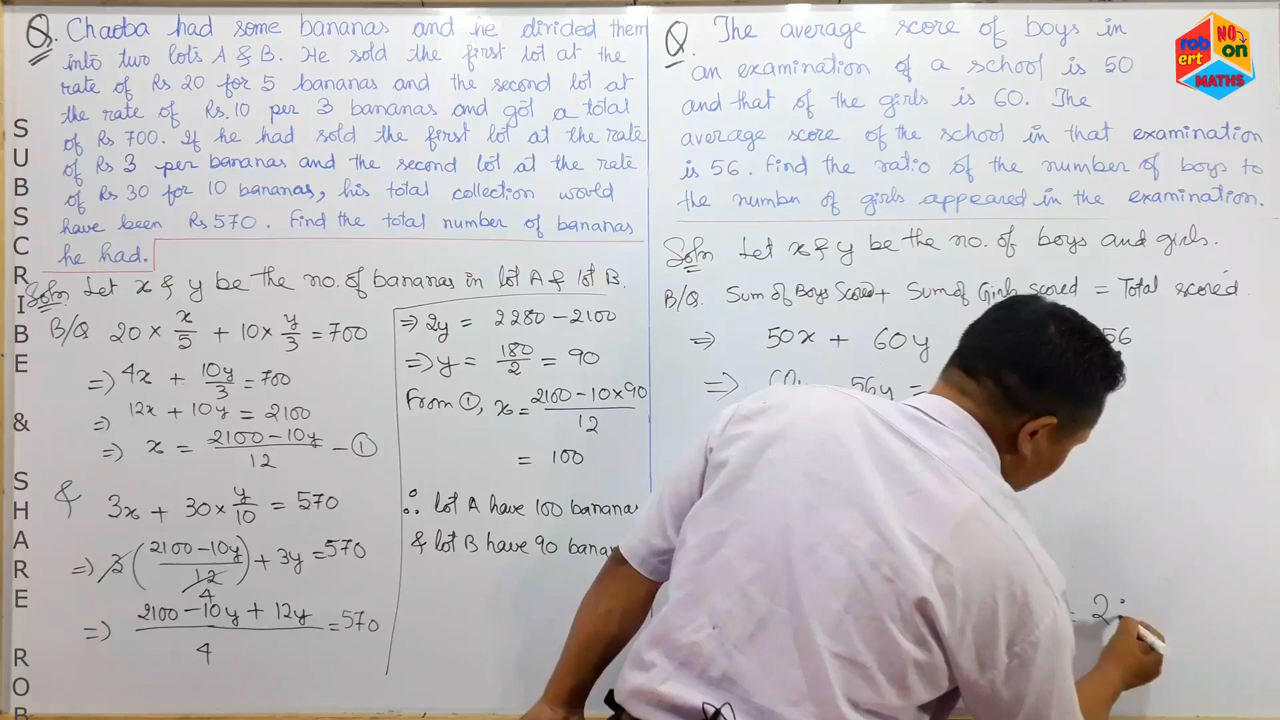 Q. Chaoba had some bananas and he divided them
into two lots A & B. He sold the first lot at the
rate of Rs 20 for 5 bananas and the second lot at
the rate of Rs. 10 per 3 bananas and got a total
of Rs 700. If he had sold the first lot at the rate
of Rs 3 per bananas and the second lot at the rate
of Rs 30 for 10 bananas, his total collection would
have been Rs 570. Find the total number of bananas
he had.
Soln Let x & y be the no. of bananas in lot A & lot B.
B/Q 20 × x/5 + 10 × y/3 = 700
=> 4x + 10y/3 = 700
=> 12x + 10y = 2100
=> x = 2100 - 10y / 12 - ①
& 3x + 30 × y/10 = 570
=> 3 (2100 - 10y / 12) + 3y = 570
4
=> 2100 - 10y + 12y / 4 = 570
=> 2y = 2280 - 2100
=> y = 180/2 = 90
From ①, x = 2100 - 10 × 90 / 12
= 100
∴ lot A have 100 bananas
& lot B have 90 banan
Q. The average score of boys in
an examination of a school is 50
and that of the girls is 60. The
average score of the school in that examination
is 56. Find the ratio of the number of boys to
the number of girls appeared in the examination.
Soln Let x & y be the no. of boys and girls.
B/Q. Sum of Boys Scored + Sum of Girls scored = Total scored.
=> 50x + 60y 56
=> 60y 56y =
= 2 :
rob
ert
NO
on
MATHS
SUBSCRIBE & SHARE ROB